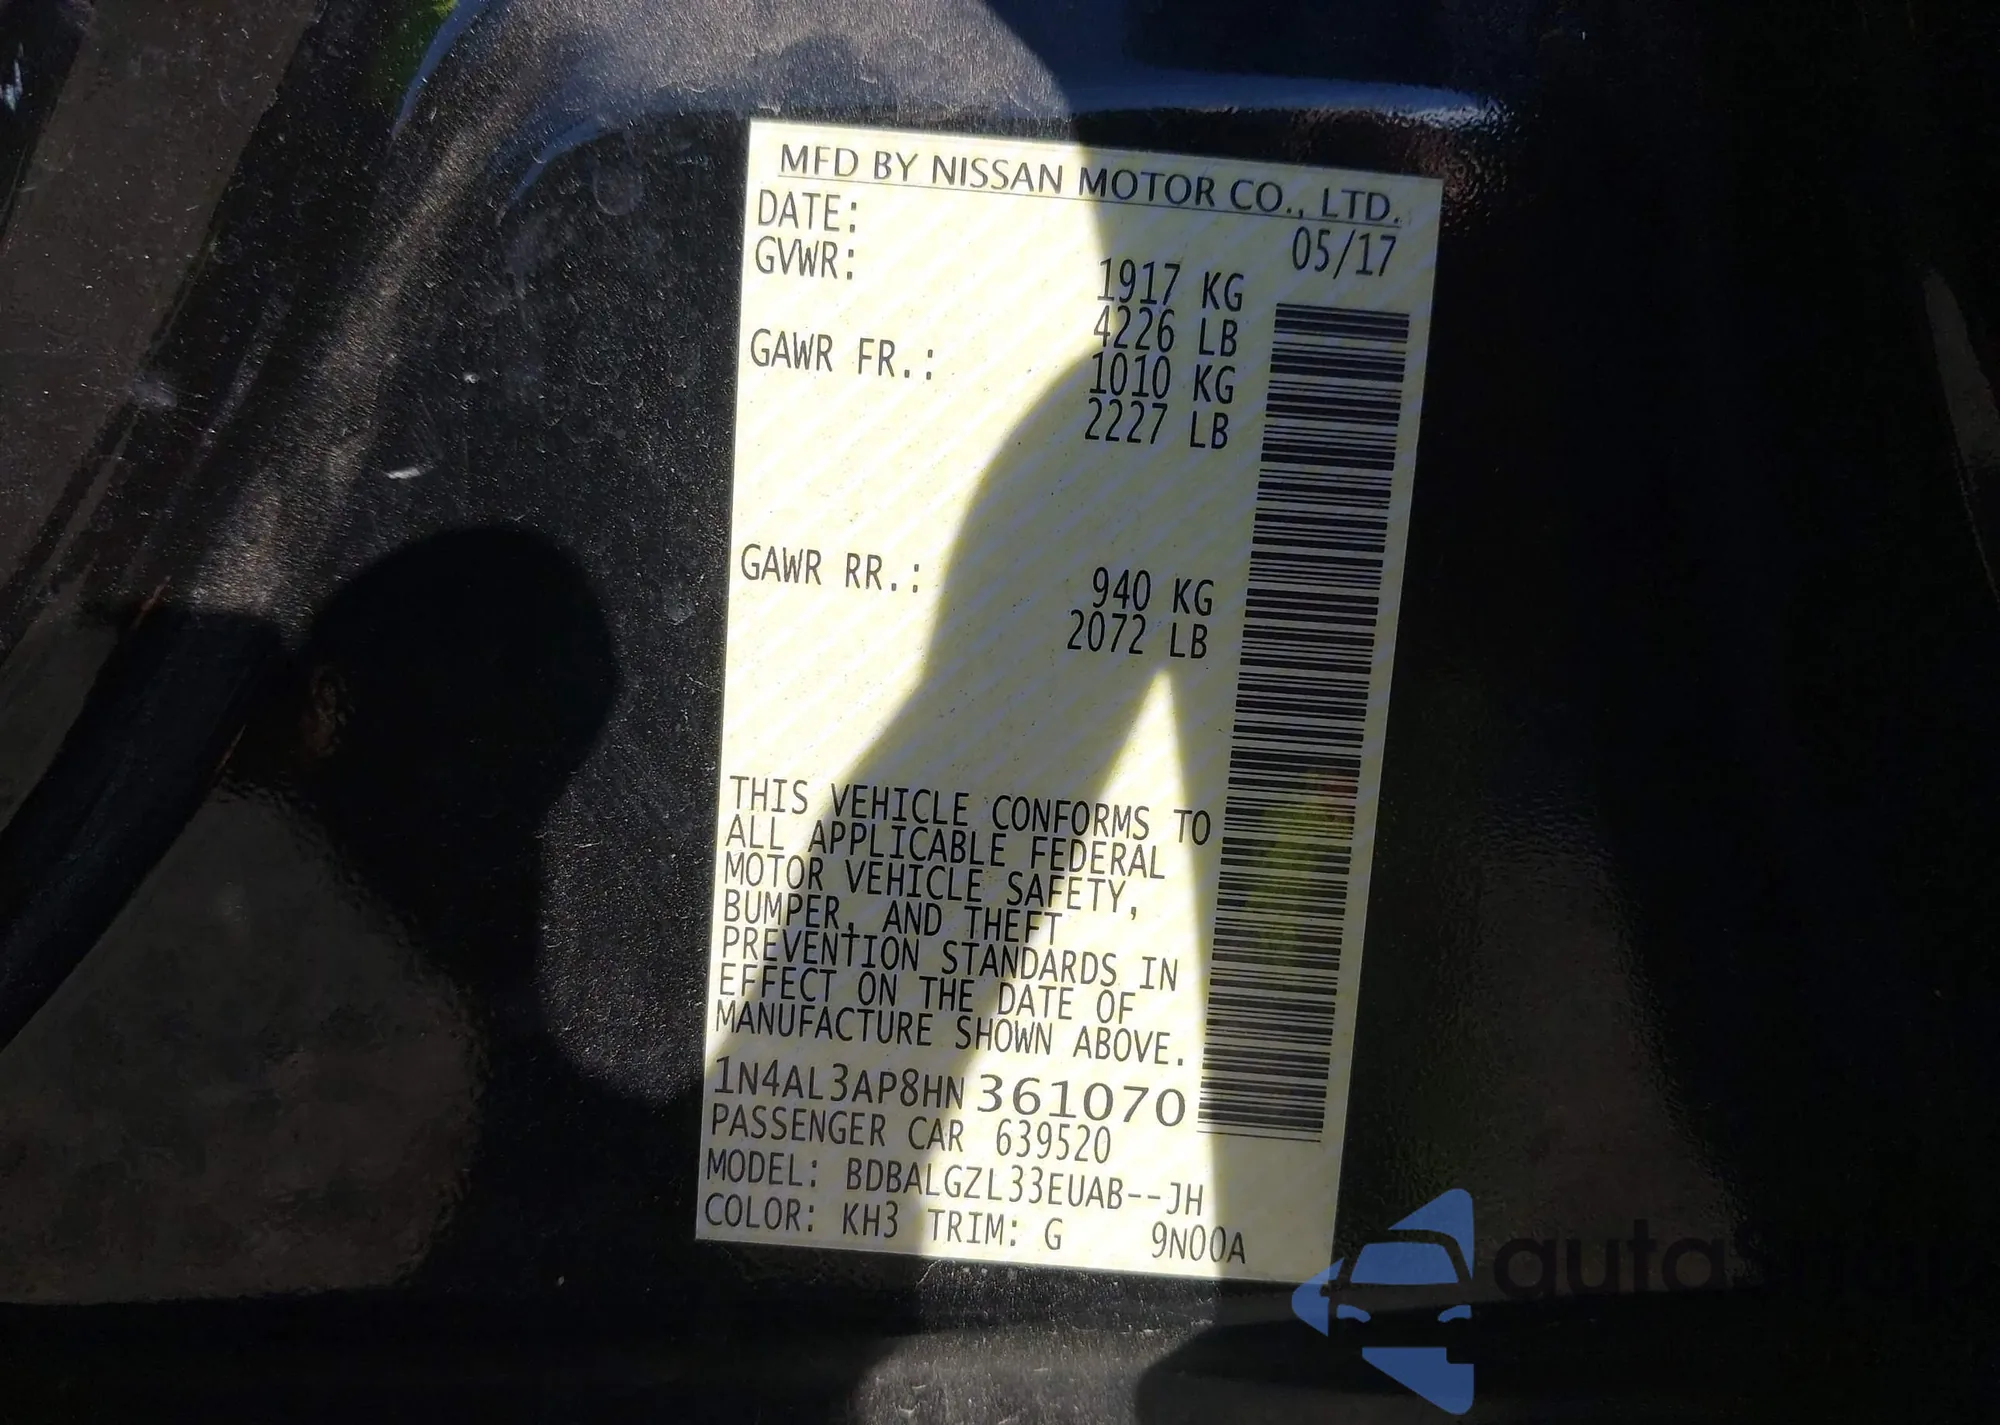 MFD BY NISSAN MOTOR CO., LTD.
DATE: 05/17
GVWR: 1917 KG
4226 LB
GAWR FR.: 1010 KG
2227 LB
GAWR RR.: 940 KG
2072 LB
THIS VEHICLE CONFORMS TO
ALL APPLICABLE FEDERAL
MOTOR VEHICLE SAFETY,
BUMPER, AND THEFT
PREVENTION STANDARDS IN
EFFECT ON THE DATE OF
MANUFACTURE SHOWN ABOVE.
1N4AL3AP8HN361070
PASSENGER CAR 639520
MODEL: BDBALGZL33EUAB--JH
COLOR: KH3 TRIM: G 9N00A